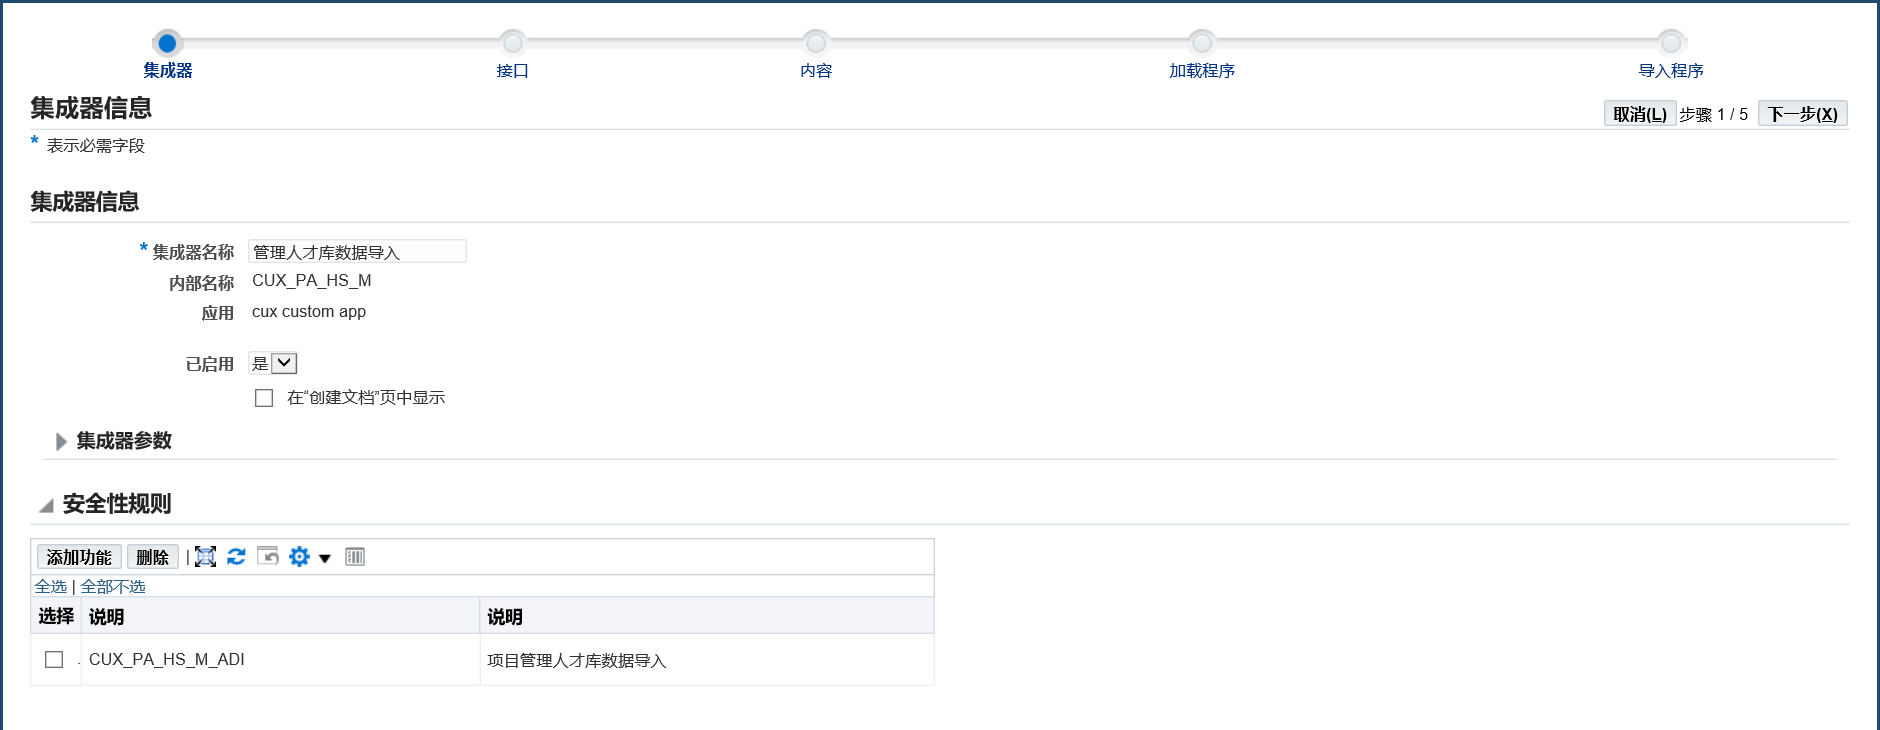 集成器 接口 内容 加载程序 导入程序
集成器信息
取消(L) 步骤 1 / 5 下一步(X)
* 表示必需字段
集成器信息
* 集成器名称 管理人才库数据导入
内部名称 CUX_PA_HS_M
应用 cux custom app
已启用 是
在“创建文档”页中显示
集成器参数
安全性规则
添加功能 删除 |
全选 | 全部不选
选择 说明 说明
CUX_PA_HS_M_ADI 项目管理人才库数据导入